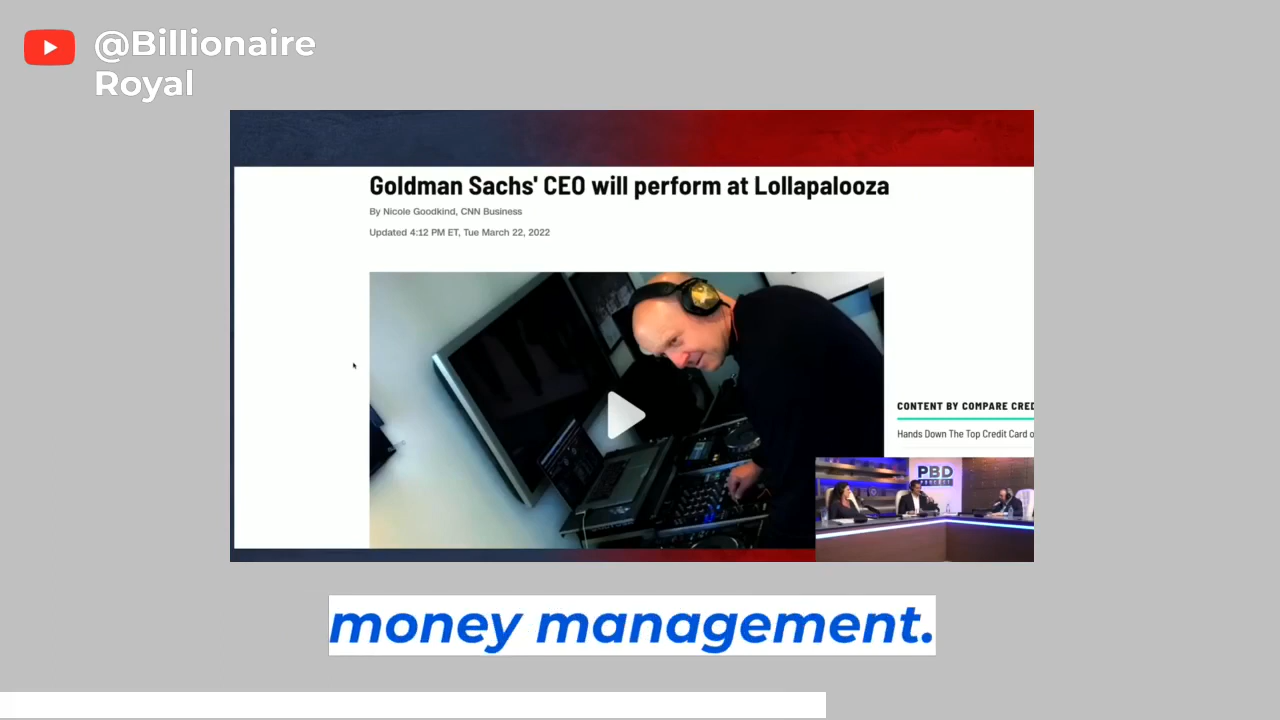 @Billionaire
Royal
Goldman Sachs' CEO will perform at Lollapalooza
By Nicole Goodkind, CNN Business
Updated 4:12 PM ET, Tue March 22, 2022
CONTENT BY COMPARE CRED
Hands Down The Top Credit Card o
PBD
PODCAST
money management.